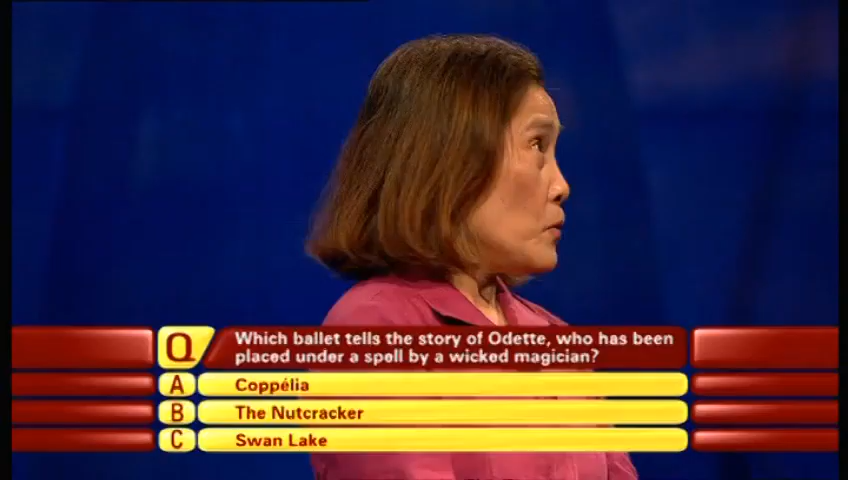 Q Which ballet tells the story of Odette, who has been
placed under a spell by a wicked magician?
A Coppélia
B The Nutcracker
C Swan Lake